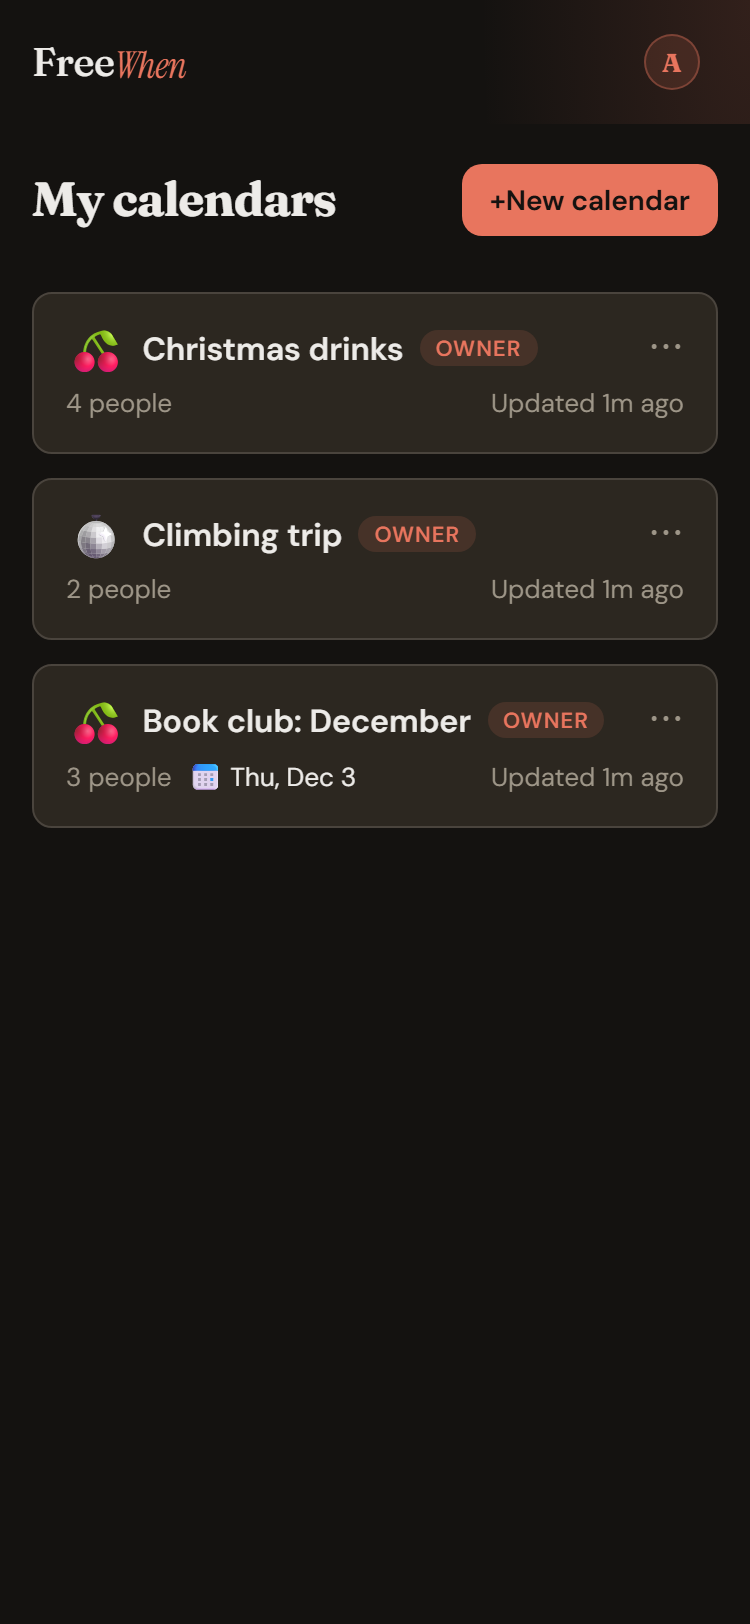 FreeWhen
A
My calendars
+New calendar
Christmas drinks OWNER ···
4 people Updated 1m ago
Climbing trip OWNER ···
2 people Updated 1m ago
Book club: December OWNER ···
3 people Thu, Dec 3 Updated 1m ago